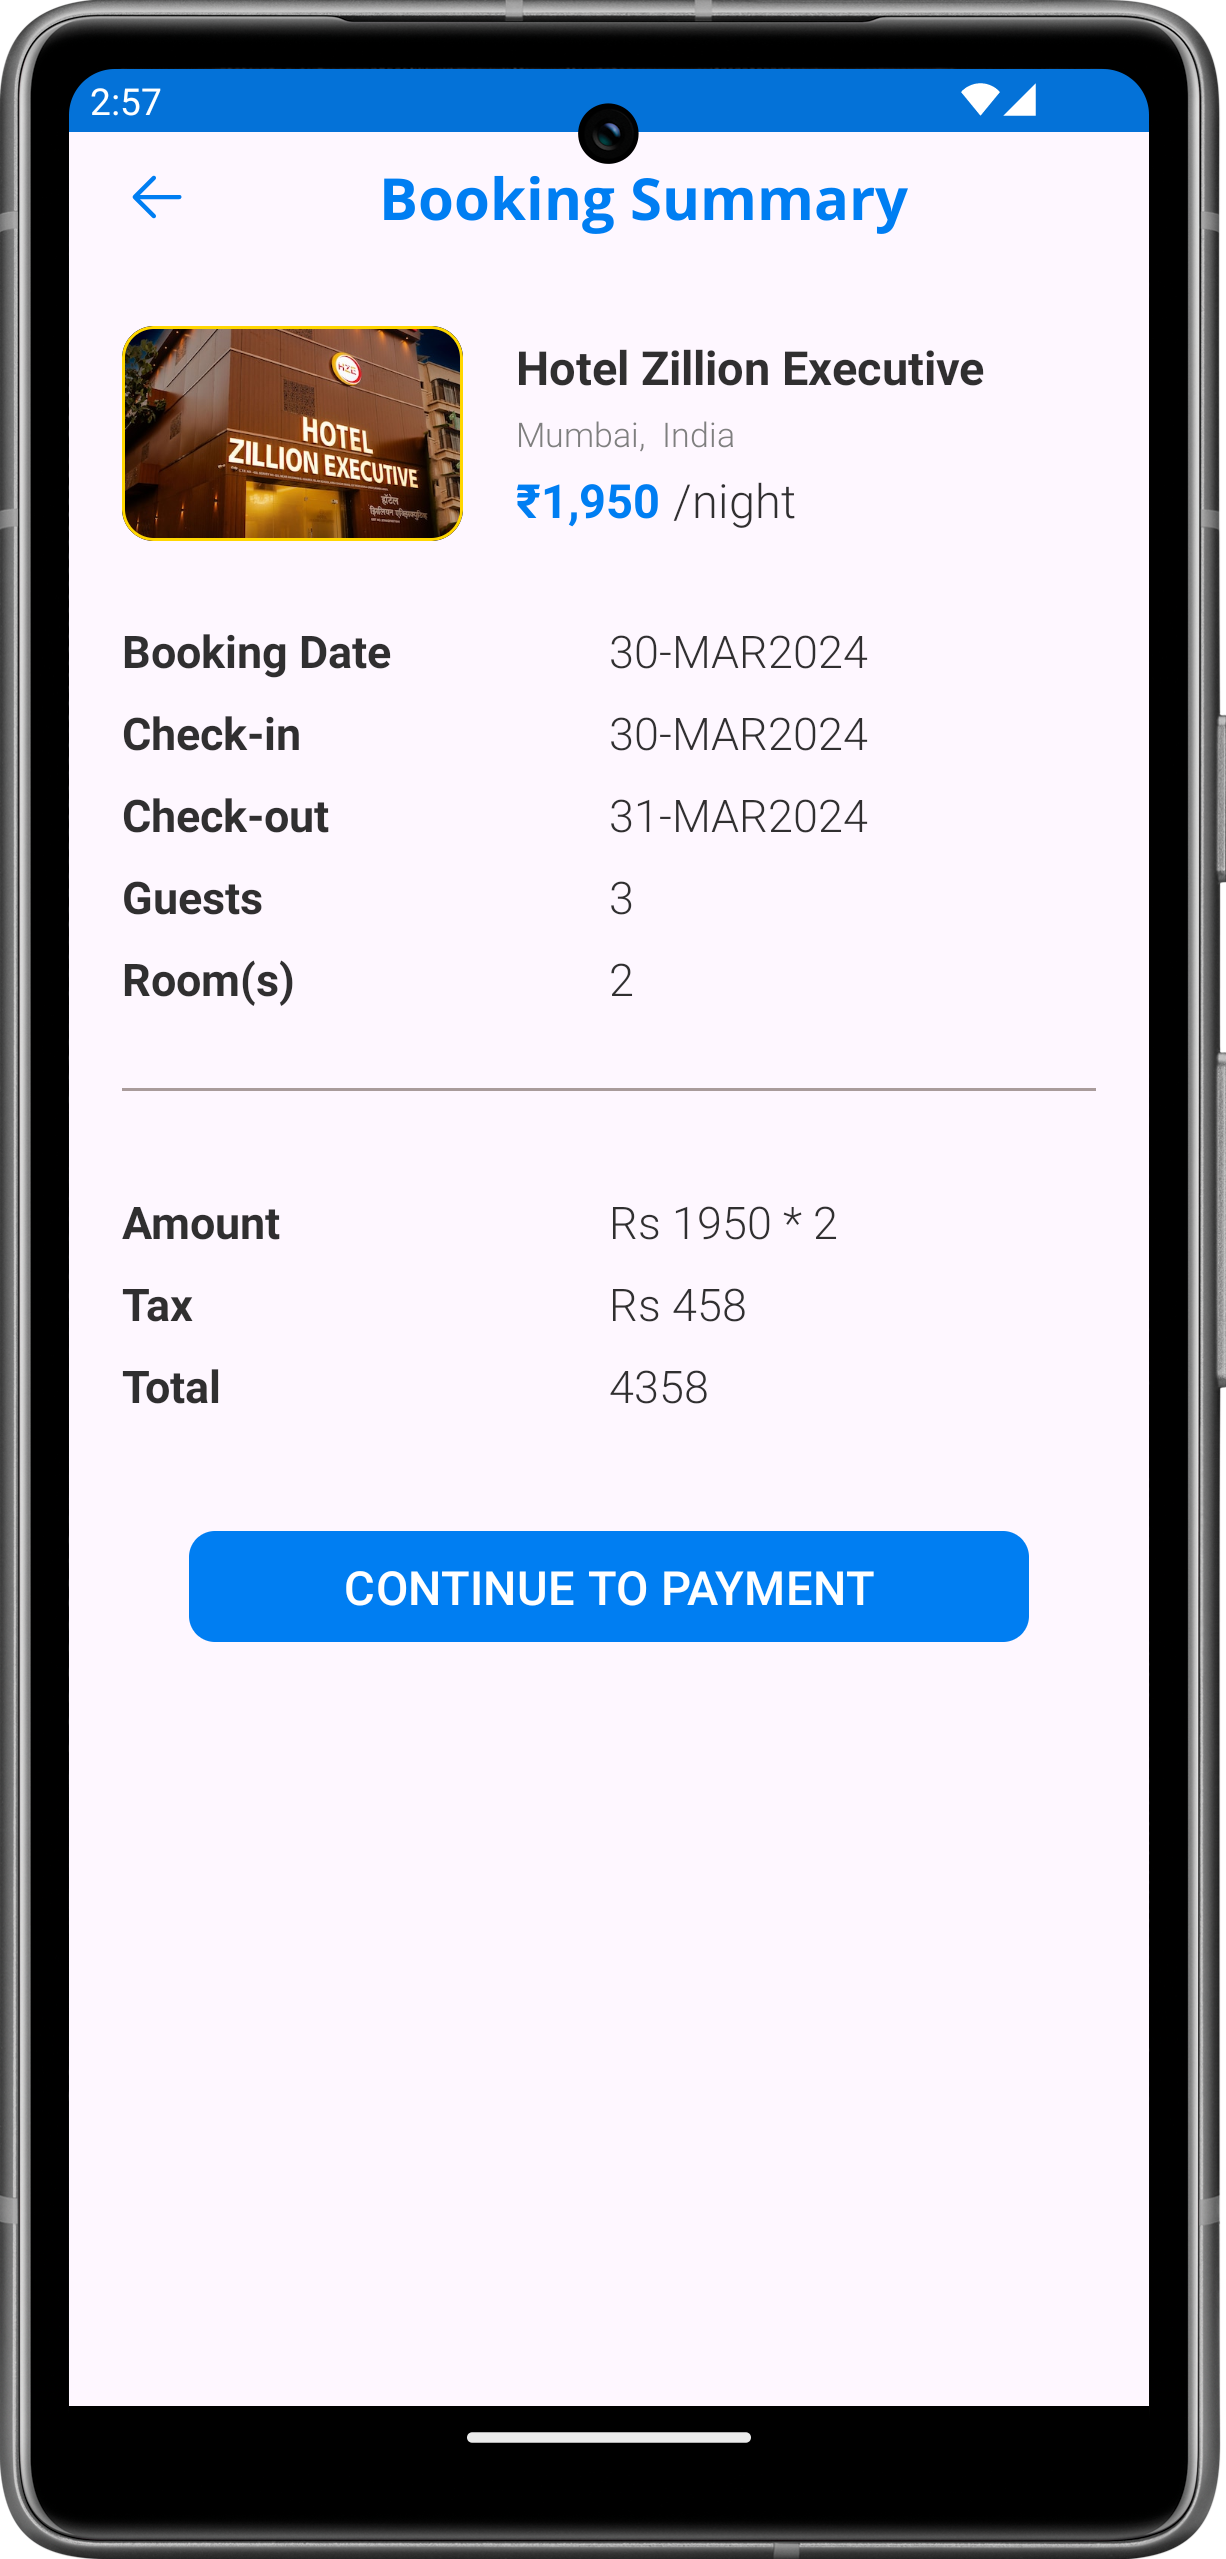 2:57
Booking Summary
HZE
HOTEL
ZILLION EXECUTIVE
हॉटेल
Hotel Zillion Executive
Mumbai,  India
₹1,950 /night
Booking Date 30-MAR2024
Check-in 30-MAR2024
Check-out 31-MAR2024
Guests 3
Room(s) 2
Amount Rs 1950 * 2
Tax Rs 458
Total 4358
CONTINUE TO PAYMENT